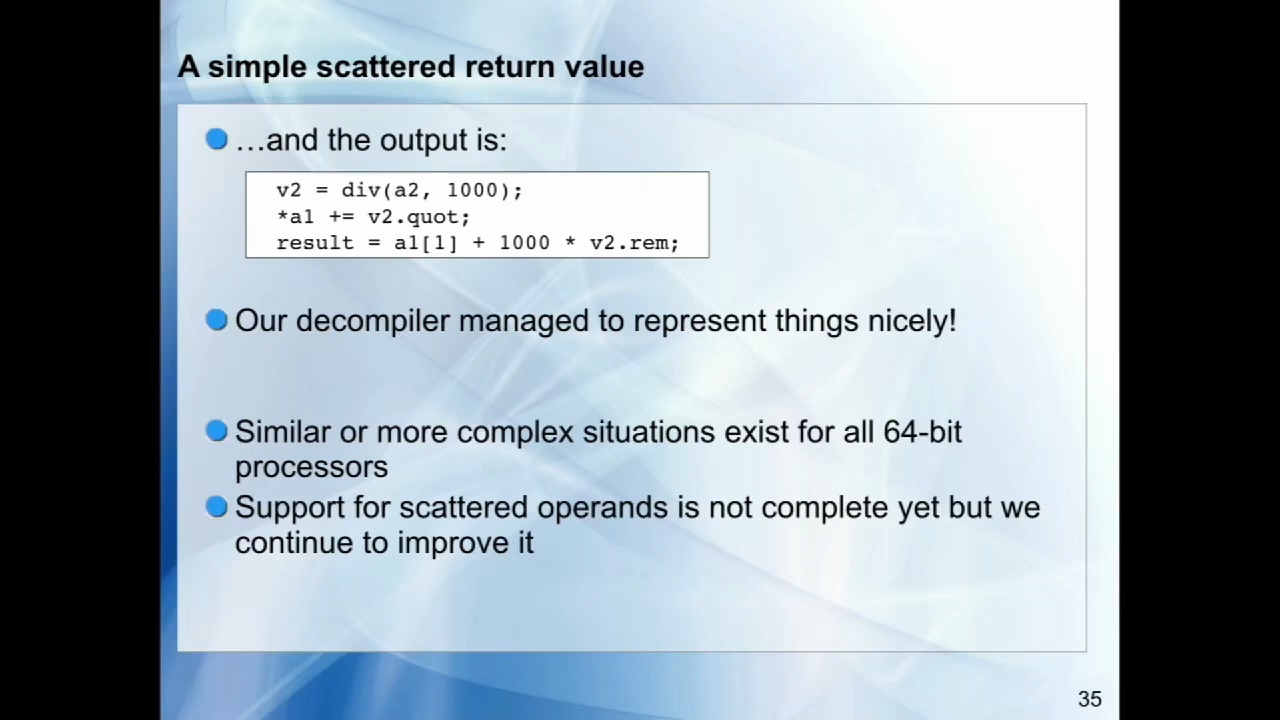 A simple scattered return value
…and the output is:
v2 = div(a2, 1000);
*a1 += v2.quot;
result = a1[1] + 1000 * v2.rem;
Our decompiler managed to represent things nicely!
Similar or more complex situations exist for all 64-bit
processors
Support for scattered operands is not complete yet but we
continue to improve it
35